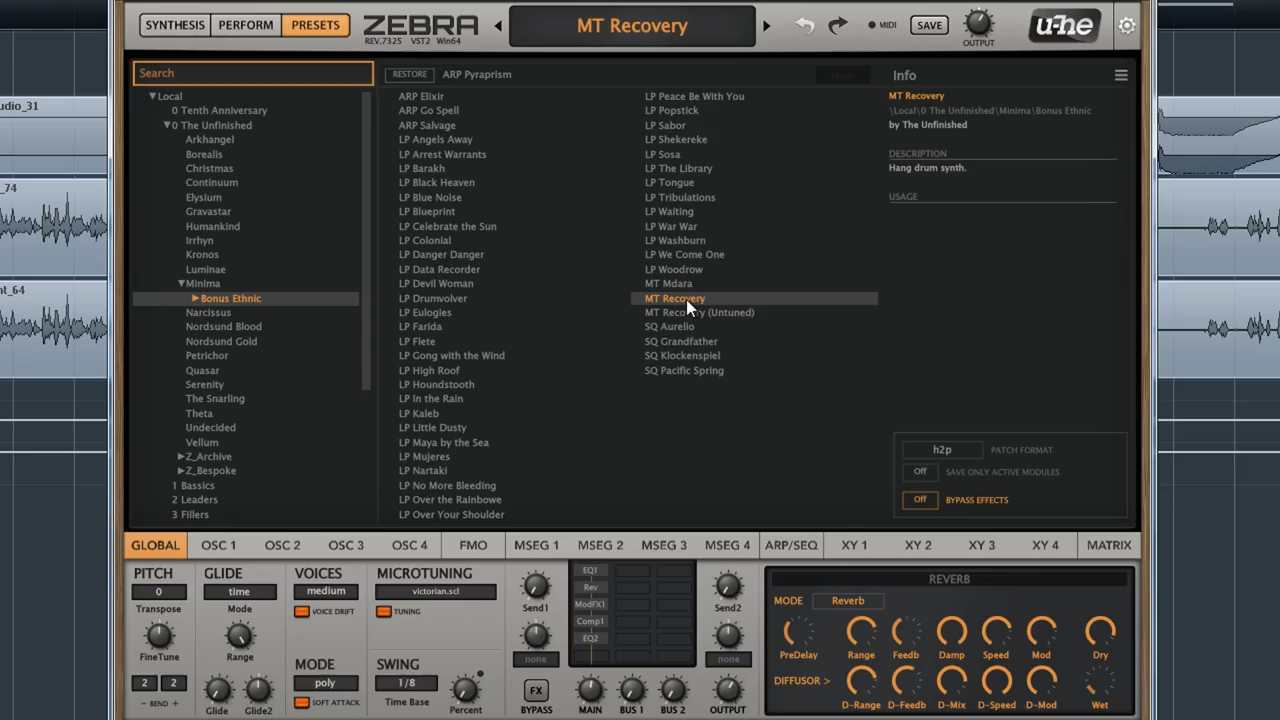 SYNTHESIS PERFORM PRESETS
ZEBRA
REV.7325 VST2 Win64
MT Recovery
MIDI
SAVE
OUTPUT
u-he
udio_31
_74
nt_64
Search
Local
0 Tenth Anniversary
0 The Unfinished
Arkhangel
Borealis
Christmas
Continuum
Elysium
Gravastar
Humankind
Irrhyn
Kronos
Luminae
Minima
Bonus Ethnic
Narcissus
Nordsund Blood
Nordsund Gold
Petrichor
Quasar
Serenity
The Snarling
Theta
Undecided
Vellum
Z_Archive
Z_Bespoke
1 Bassics
2 Leaders
3 Fillers
RESTORE ARP Pyraprism
ARP Elixir
ARP Go Spell
ARP Salvage
LP Angels Away
LP Arrest Warrants
LP Barakh
LP Black Heaven
LP Blue Noise
LP Blueprint
LP Celebrate the Sun
LP Colonial
LP Danger Danger
LP Data Recorder
LP Devil Woman
LP Drumvolver
LP Eulogies
LP Farida
LP Flete
LP Gong with the Wind
LP High Roof
LP Houndstooth
LP In the Rain
LP Kaleb
LP Little Dusty
LP Maya by the Sea
LP Mujeres
LP Nartaki
LP No More Bleeding
LP Over the Rainbowe
LP Over Your Shoulder
LP Peace Be With You
LP Popstick
LP Sabor
LP Shekereke
LP Sosa
LP The Library
LP Tongue
LP Tribulations
LP Waiting
LP War War
LP Washburn
LP We Come One
LP Woodrow
MT Mdara
MT Recovery
MT Recovery (Untuned)
SQ Aurelio
SQ Grandfather
SQ Klockenspiel
SQ Pacific Spring
Info
MT Recovery
\Local\0 The Unfinished\Minima\Bonus Ethnic
by The Unfinished
DESCRIPTION
Hang drum synth.
USAGE
h2p PATCH FORMAT
Off SAVE ONLY ACTIVE MODULES
Off BYPASS EFFECTS
GLOBAL OSC 1 OSC 2 OSC 3 OSC 4 FMO MSEG 1 MSEG 2 MSEG 3 MSEG 4 ARP/SEQ XY 1 XY 2 XY 3 XY 4 MATRIX
PITCH
0
Transpose
FineTune
2 2
- BEND +
GLIDE
time
Mode
Range
Glide Glide2
VOICES
medium
VOICE DRIFT
MODE
poly
SOFT ATTACK
MICROTUNING
victorian.scl
TUNING
SWING
1/8
Time Base
Percent
Send1
none
FX
BYPASS
EQ1
Rev
ModFX1
Comp1
EQ2
MAIN BUS 1 BUS 2
Send2
none
OUTPUT
REVERB
MODE Reverb
PreDelay Range Feedb Damp Speed Mod Dry
DIFFUSOR >
D-Range D-Feedb D-Mix D-Speed D-Mod Wet